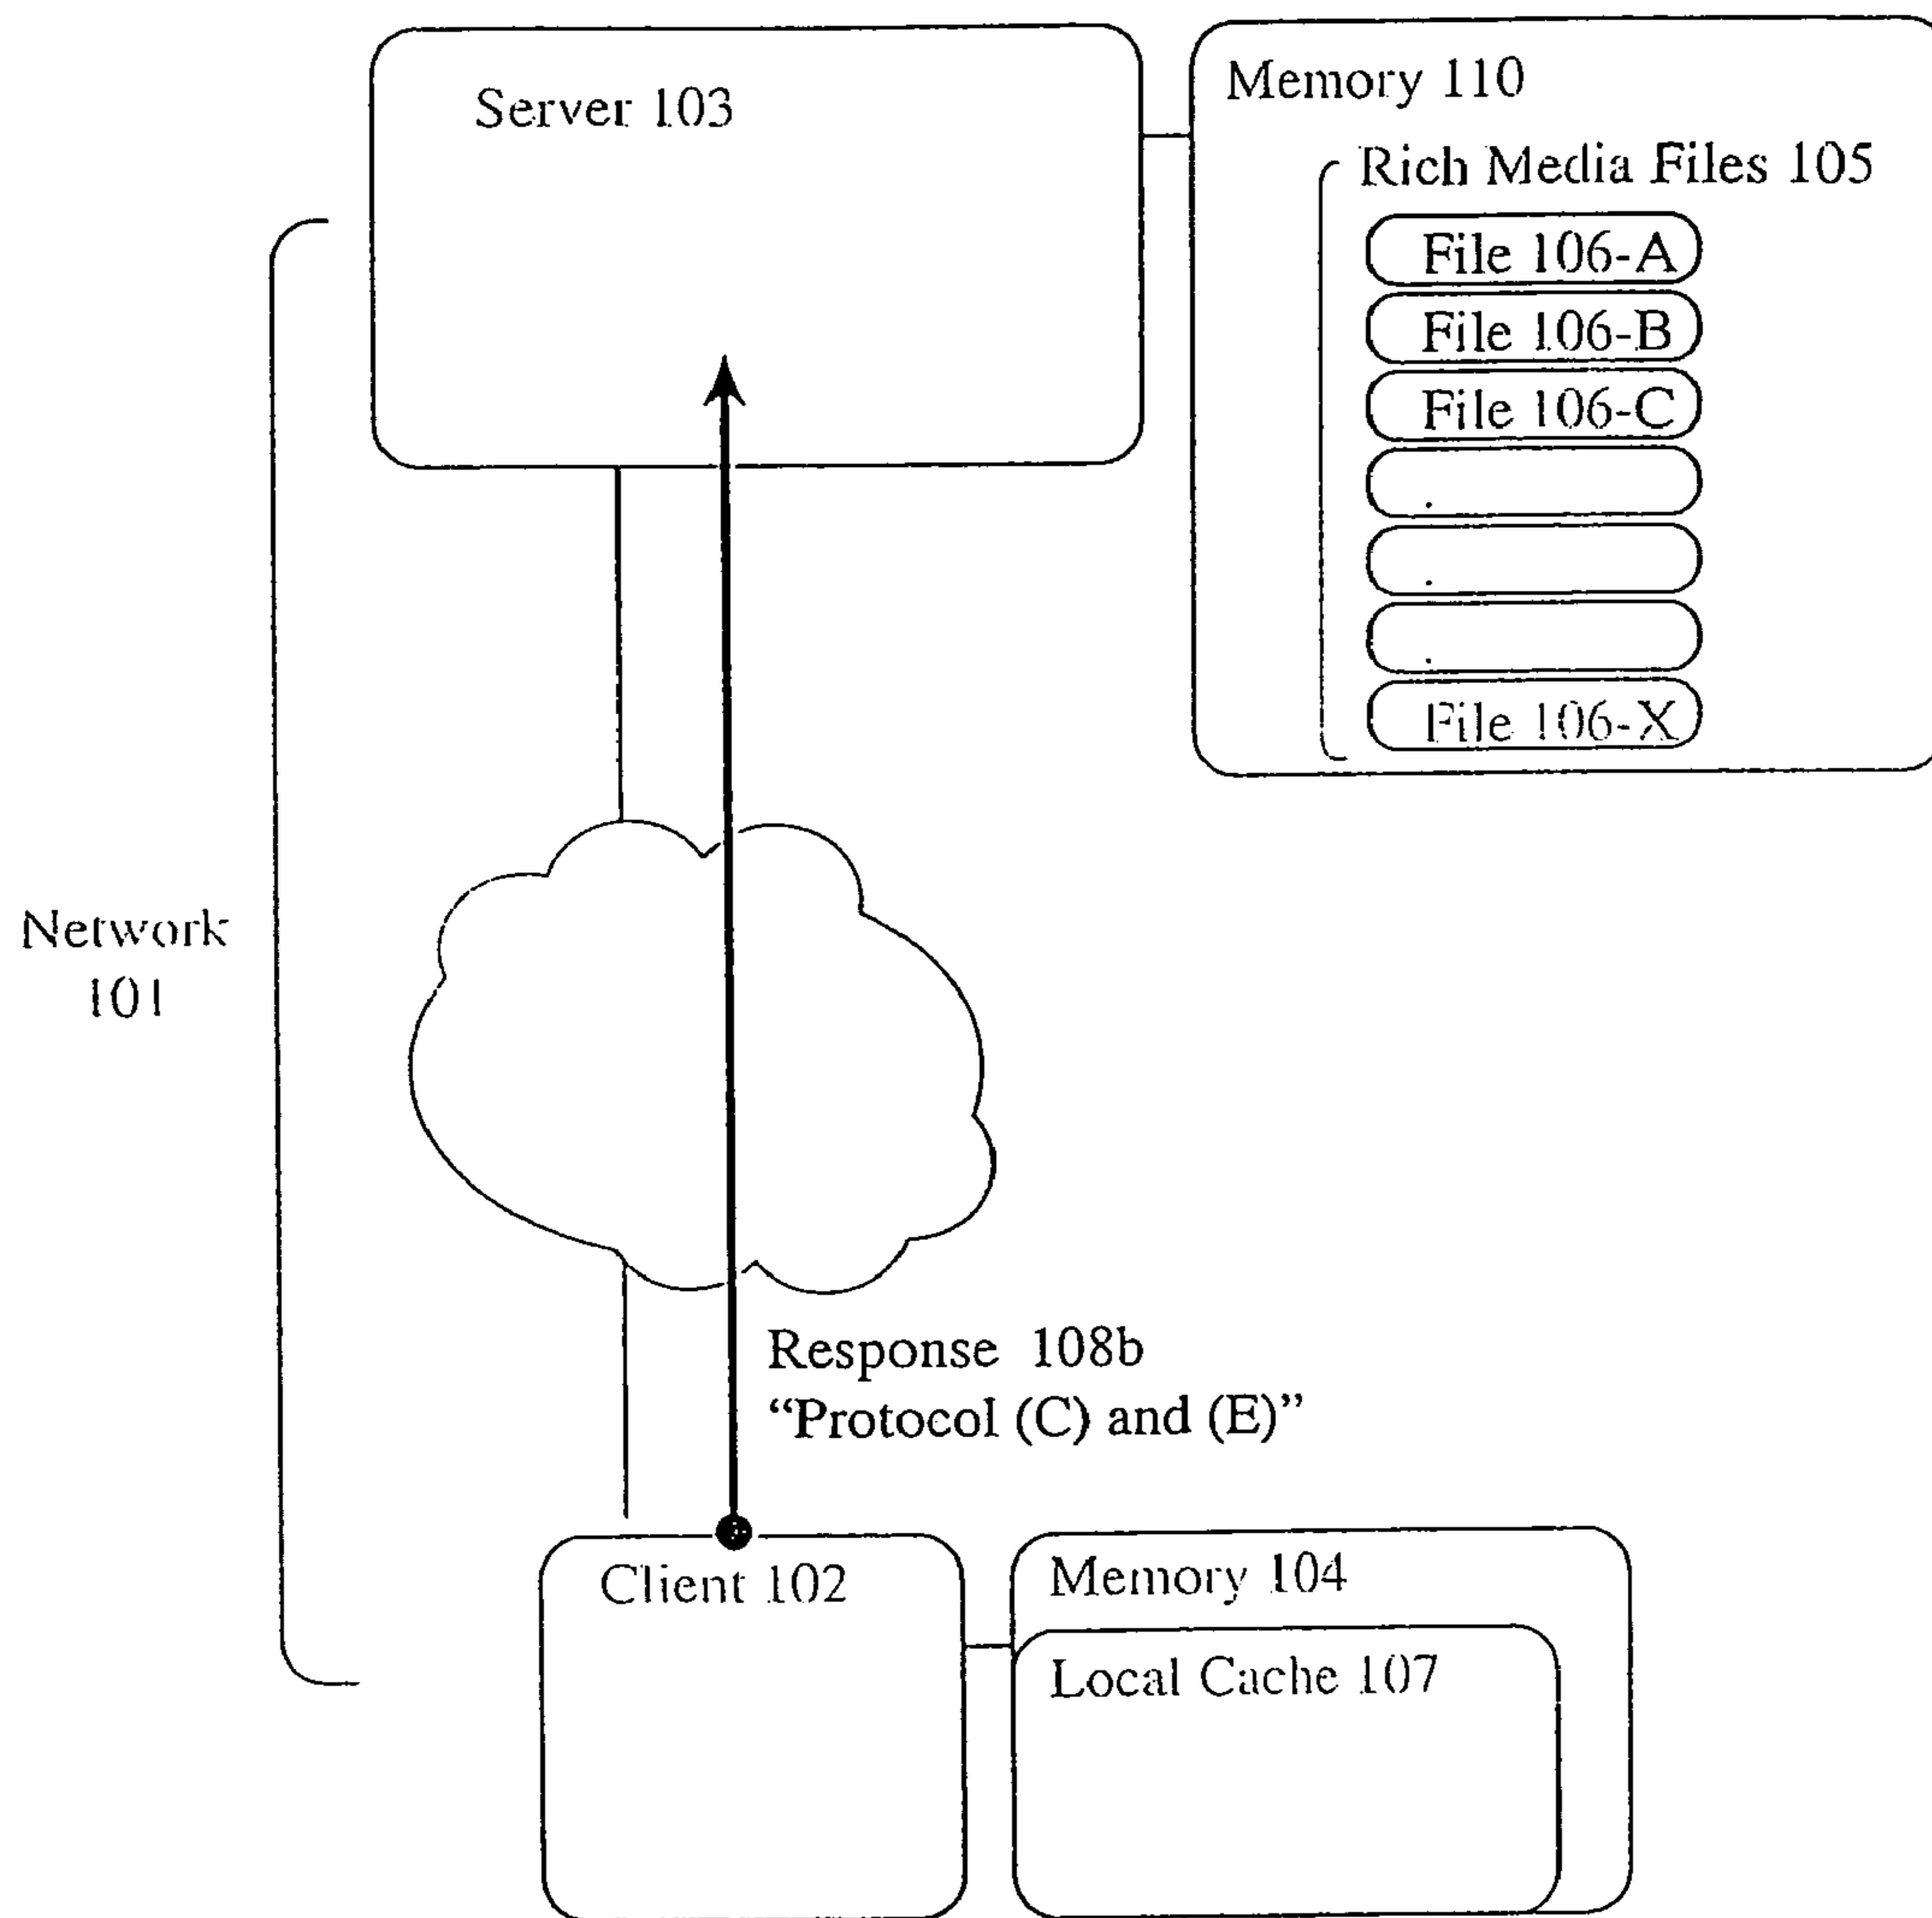 Server 103
Memory 110
Rich Media Files 105
File 106-A
File 106-B
File 106-C
.
.
.
File 106-X
Network
101
Response 108b
“Protocol (C) and (E)”
Client 102
Memory 104
Local Cache 107